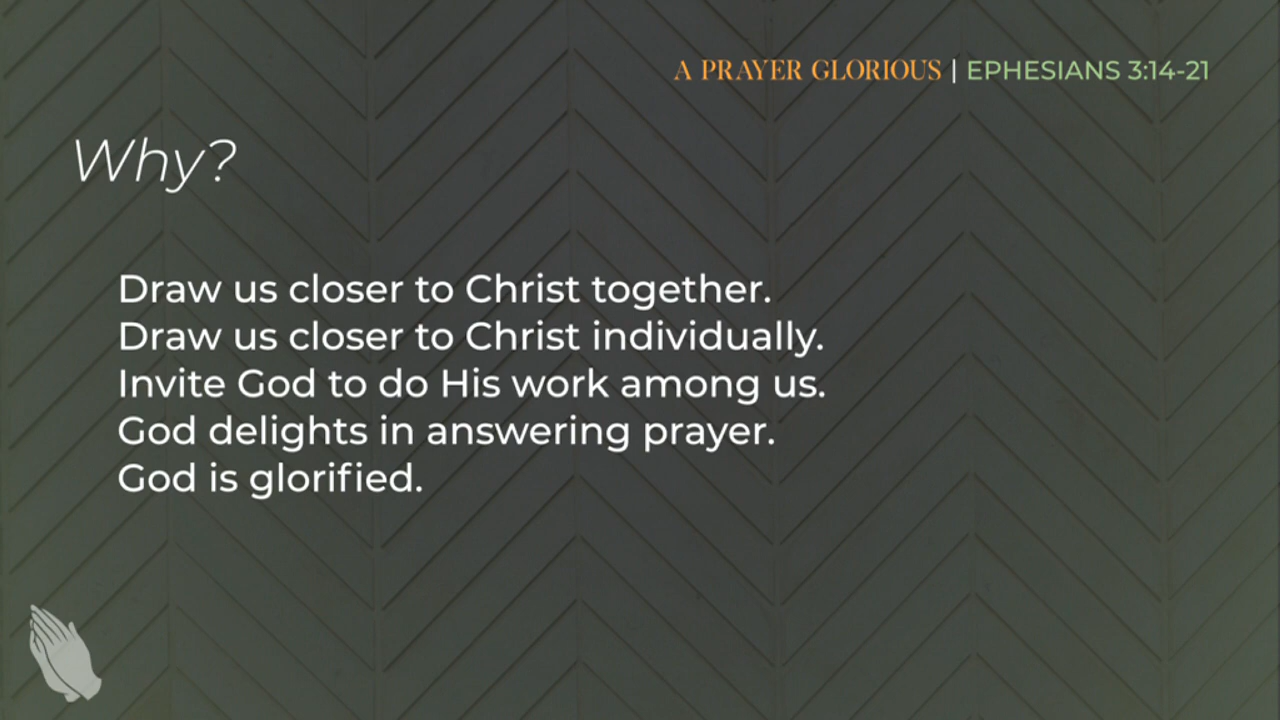 A PRAYER GLORIOUS | EPHESIANS 3:14-21
Why?
Draw us closer to Christ together.
Draw us closer to Christ individually.
Invite God to do His work among us.
God delights in answering prayer.
God is glorified.